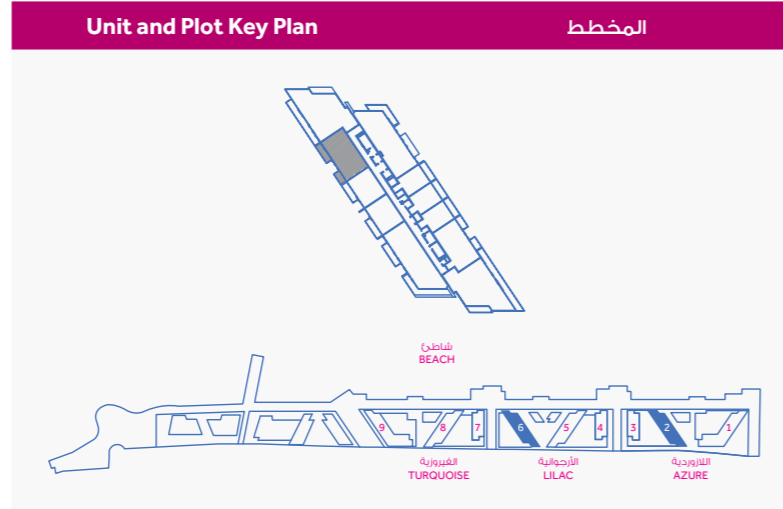 Unit and Plot Key Plan
المخطط
شاطئ
BEACH
9 8 7 6 5 4 3 2 1
الفيروزية
TURQUOISE
الأرجوانية
LILAC
اللازوردية
AZURE